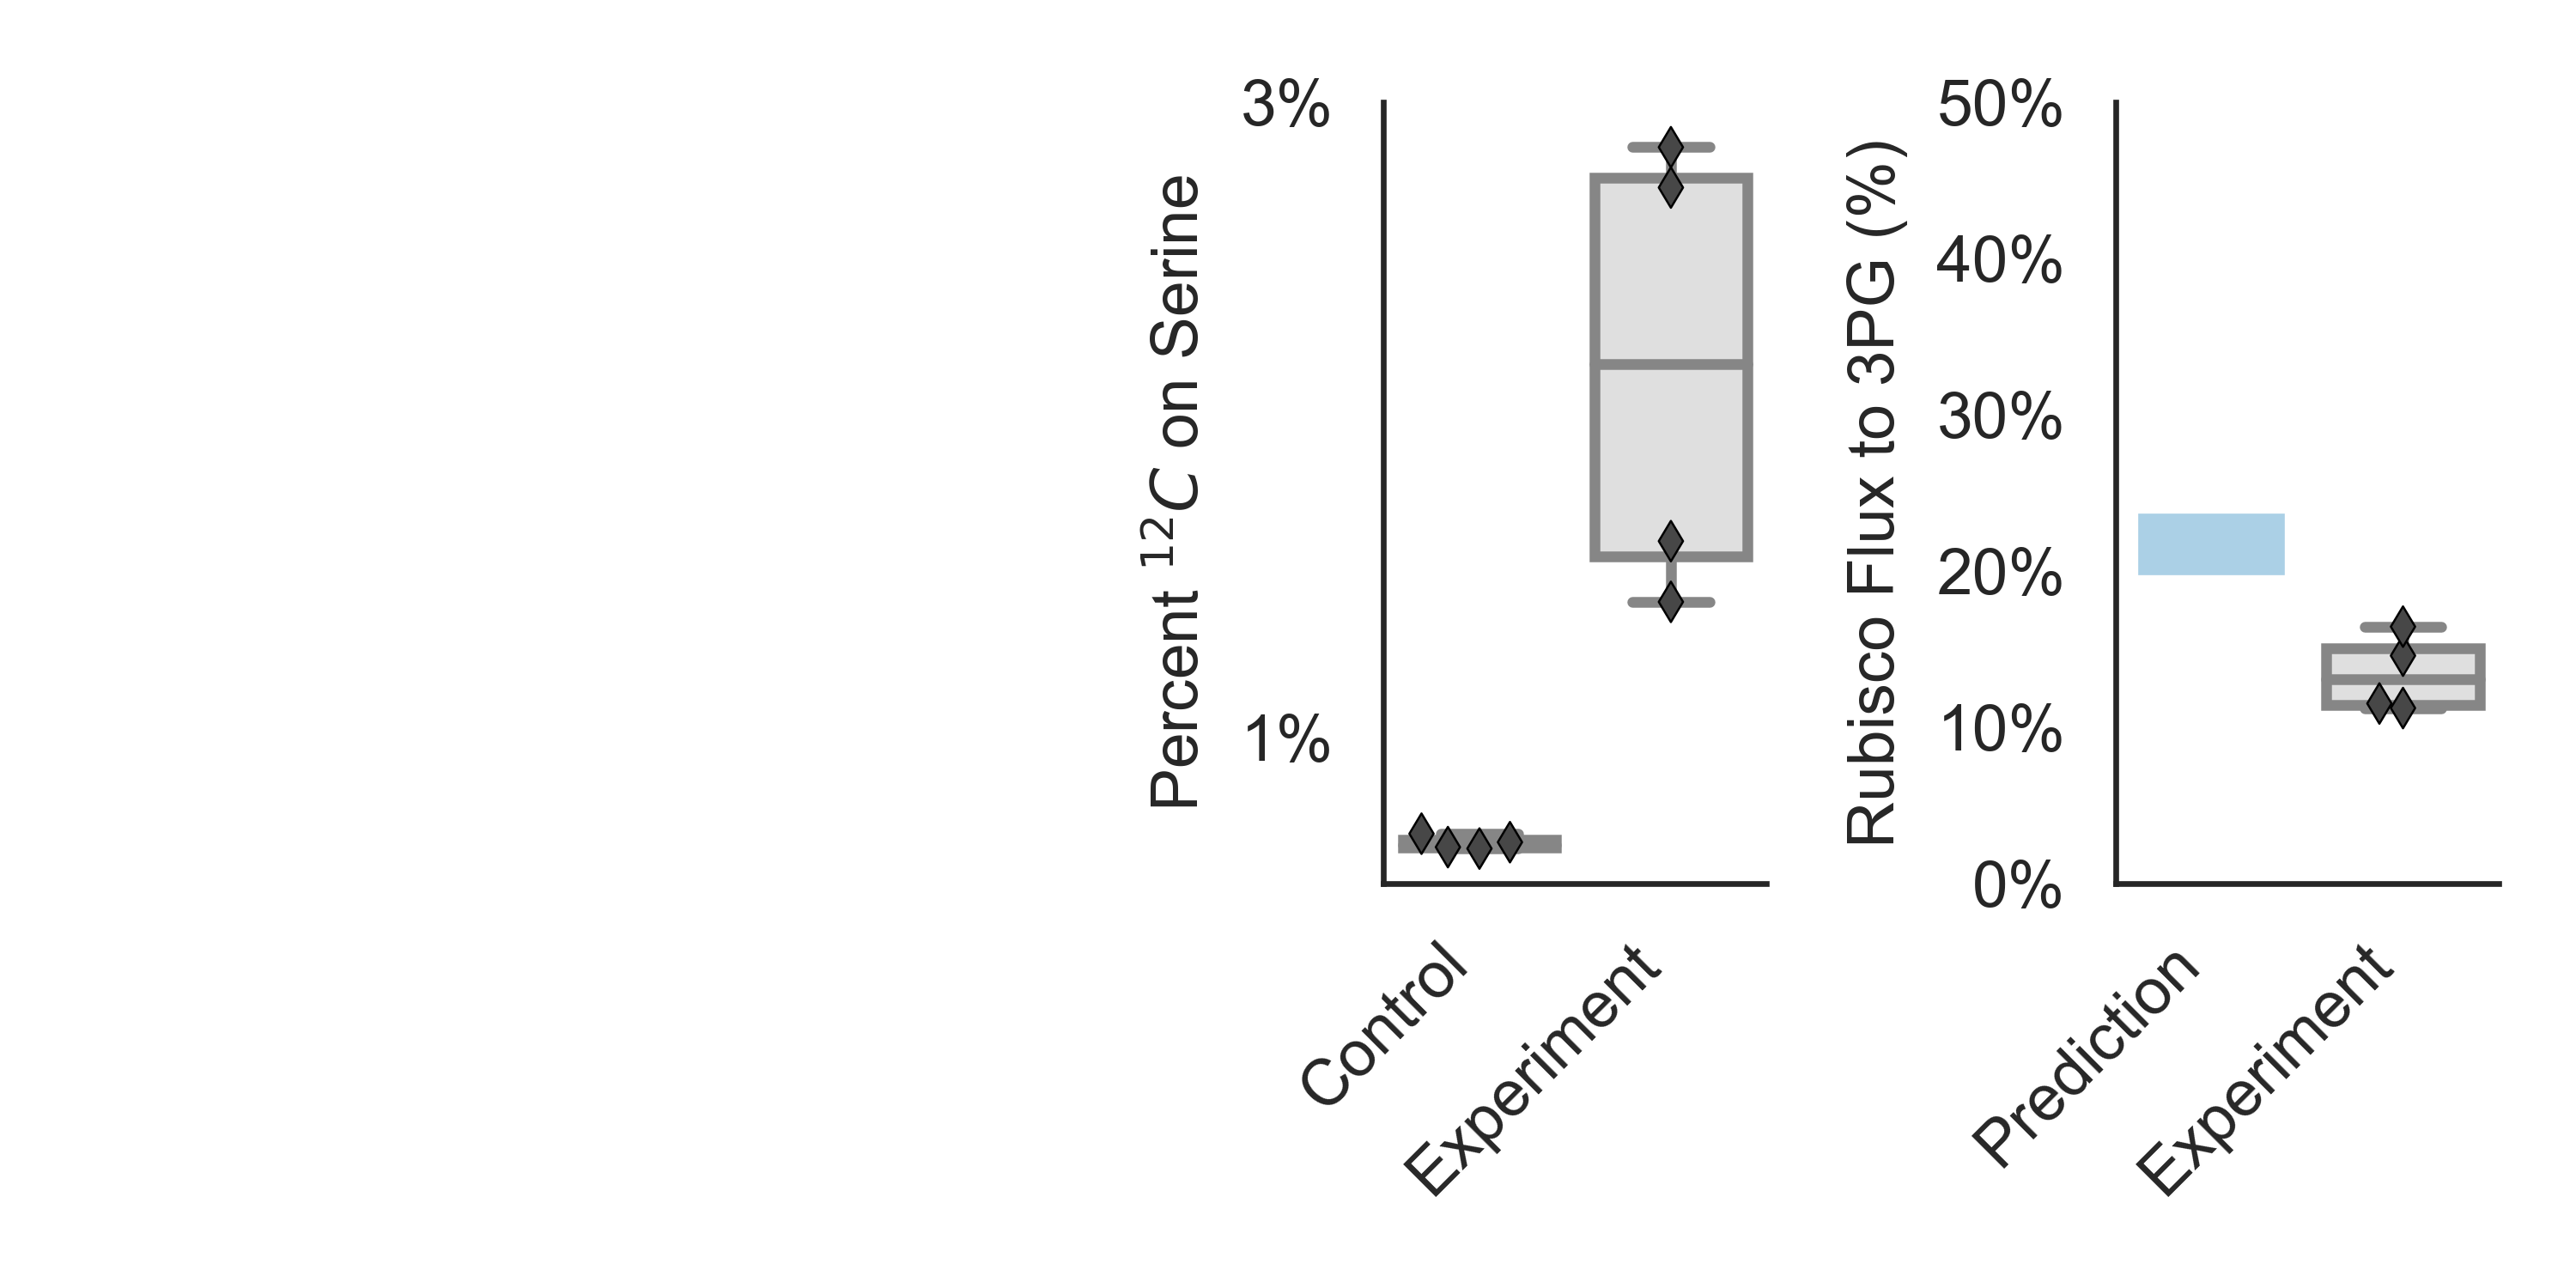 3%
1%
Percent ¹²C on Serine
Control
Experiment
50%
40%
30%
20%
10%
0%
Rubisco Flux to 3PG (%)
Prediction
Experiment